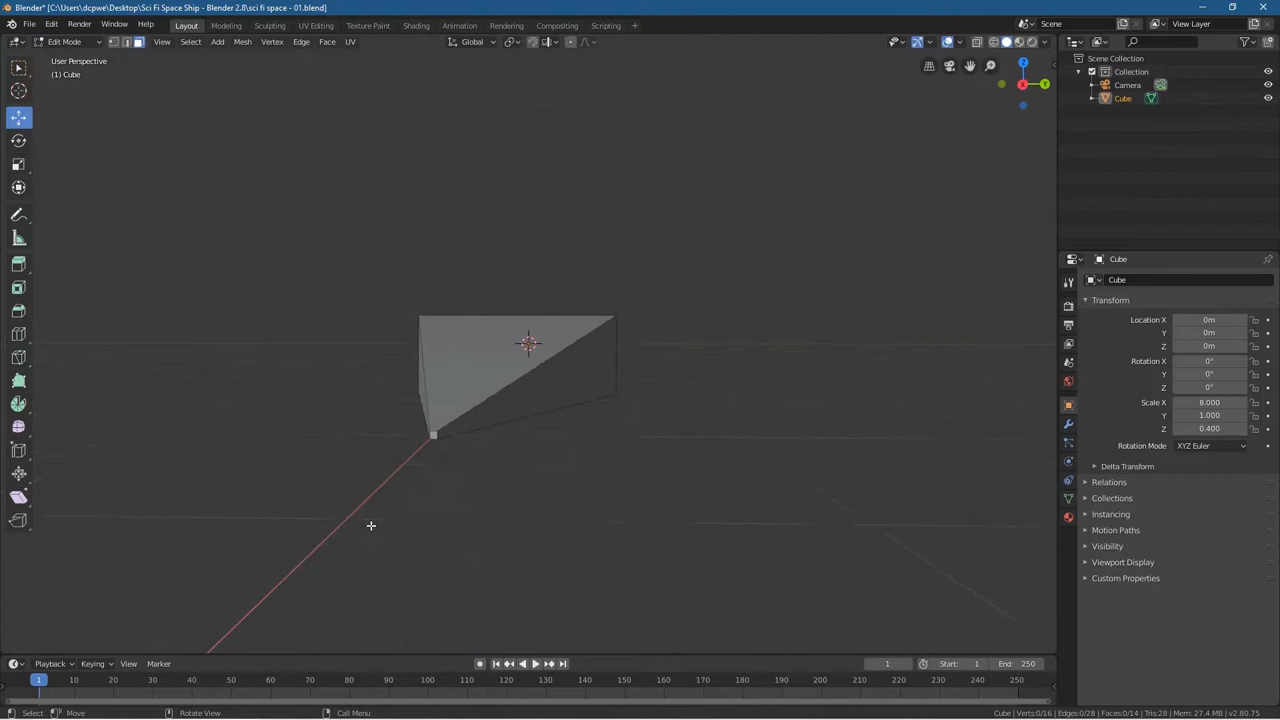 Blender* [C:\Users\dcpwe\Desktop\Sci Fi Space Ship - Blender 2.8\sci fi space - 01.blend]
File Edit Render Window Help Layout Modeling Sculpting UV Editing Texture Paint Shading Animation Rendering Compositing Scripting + Scene View Layer
Edit Mode View Select Add Mesh Vertex Edge Face UV Global
User Perspective
(1) Cube
Z
X
Y
Scene Collection
Collection
Camera
Cube
Cube
Cube
Transform
Location X 0m
Y 0m
Z 0m
Rotation X 0°
Y 0°
Z 0°
Scale X 8.000
Y 1.000
Z 0.400
Rotation Mode XYZ Euler
Delta Transform
Relations
Collections
Instancing
Motion Paths
Visibility
Viewport Display
Custom Properties
Playback Keying View Marker 1 Start: 1 End: 250
1 10 20 30 40 50 60 70 80 90 100 110 120 130 140 150 160 170 180 190 200 210 220 230 240 250
Select Move Rotate View Call Menu Cube | Verts:0/16 | Edges:0/28 | Faces:0/14 | Tris:28 | Mem: 27.4 MB | v2.80.75